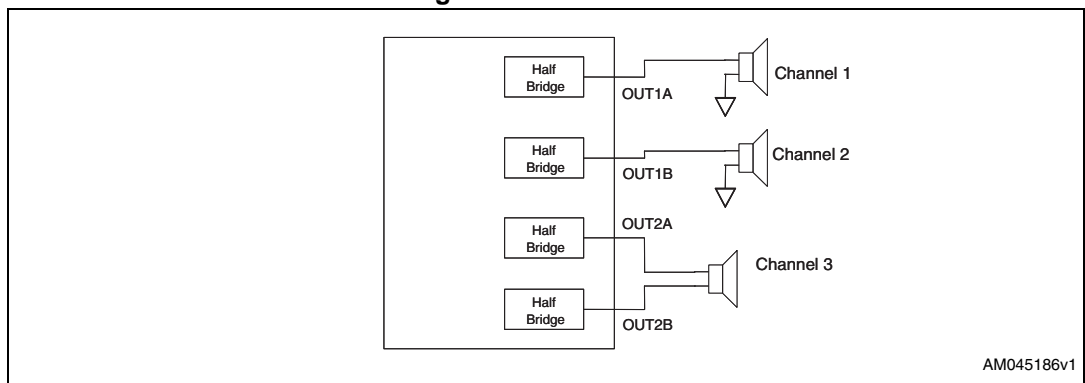 Half
Bridge
OUT1A
Channel 1
Half
Bridge
OUT1B
Channel 2
Half
Bridge
OUT2A
Channel 3
Half
Bridge
OUT2B
AM045186v1